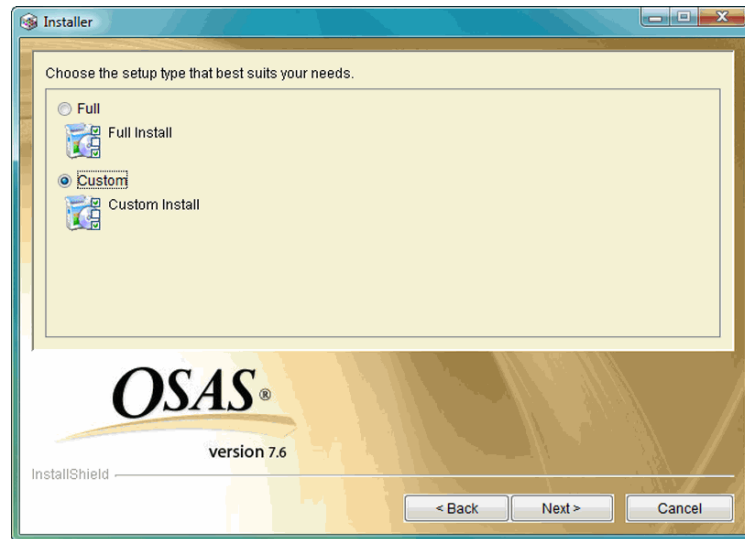 Installer
Choose the setup type that best suits your needs.
Full
Full Install
Custom
Custom Install
OSAS®
version 7.6
InstallShield
< Back
Next >
Cancel